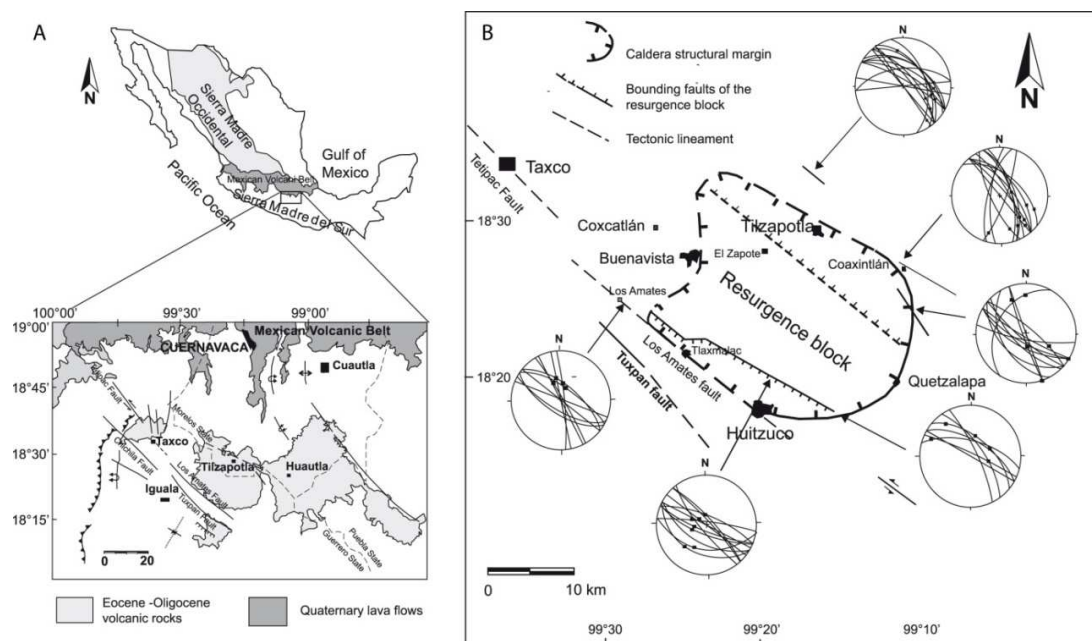 A
N
Sierra Madre
Occidental
Gulf of
Mexico
Mexican Volcani Belt
Pacific Ocean
Sierra Madre del Sur
100°00'
99°30'
99°00'
19°00
18°45'
18°30'
18°15'
Mexican Volcanic Belt
CUERNAVACA
Cuautla
Morelos State
Taxco
Tilzapotla
Huautla
Chichila Fault
Los Amates Fault
Iguala
Tuxpan Fault
Puebla State
Guerrero State
0 20
Eocene -Oligocene
volcanic rocks
Quaternary lava flows
B
Caldera structural
margin
Bounding faults of the
resurgence block
Tectonic lineament
N
N
N
N
N
N
N
Taxco
Tetipac Fault
18°30'
Coxcatlán
Tilzapotla
Buenavista
El Zapote
Coaxintlán
Los Amates
Resurgence block
18°20'
Tlaxmalac
Los Amates fault
Tuxpan fault
Quetzalapa
Huitzuco
0 10 km
99°30'
99°20'
99°10'